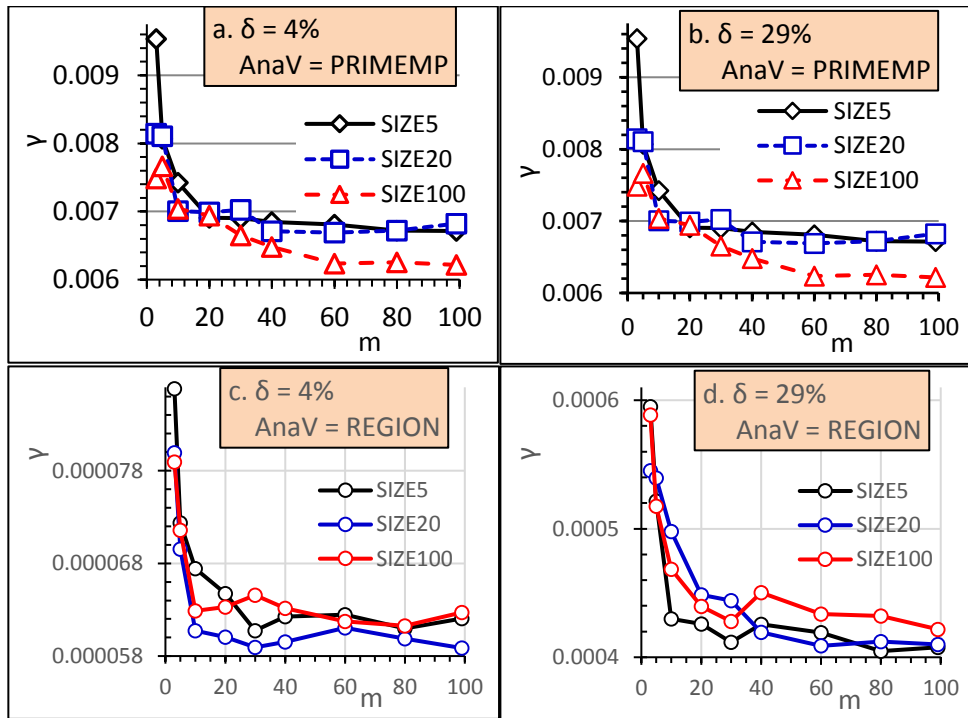 a. δ = 4%
AnaV = PRIMEMP
γ
0.009
0.008
0.007
0.006
SIZE5
SIZE20
SIZE100
0 20 40 60 80 100
m
b. δ = 29%
AnaV = PRIMEMP
γ
0.009
0.008
0.007
0.006
SIZE5
SIZE20
SIZE100
0 20 40 60 80 100
m
c. δ = 4%
AnaV = REGION
γ
0.000078
0.000068
0.000058
SIZE5
SIZE20
SIZE100
0 20 40 60 80 100
m
d. δ = 29%
AnaV = REGION
γ
0.0006
0.0005
0.0004
SIZE5
SIZE20
SIZE100
0 20 40 60 80 100
m